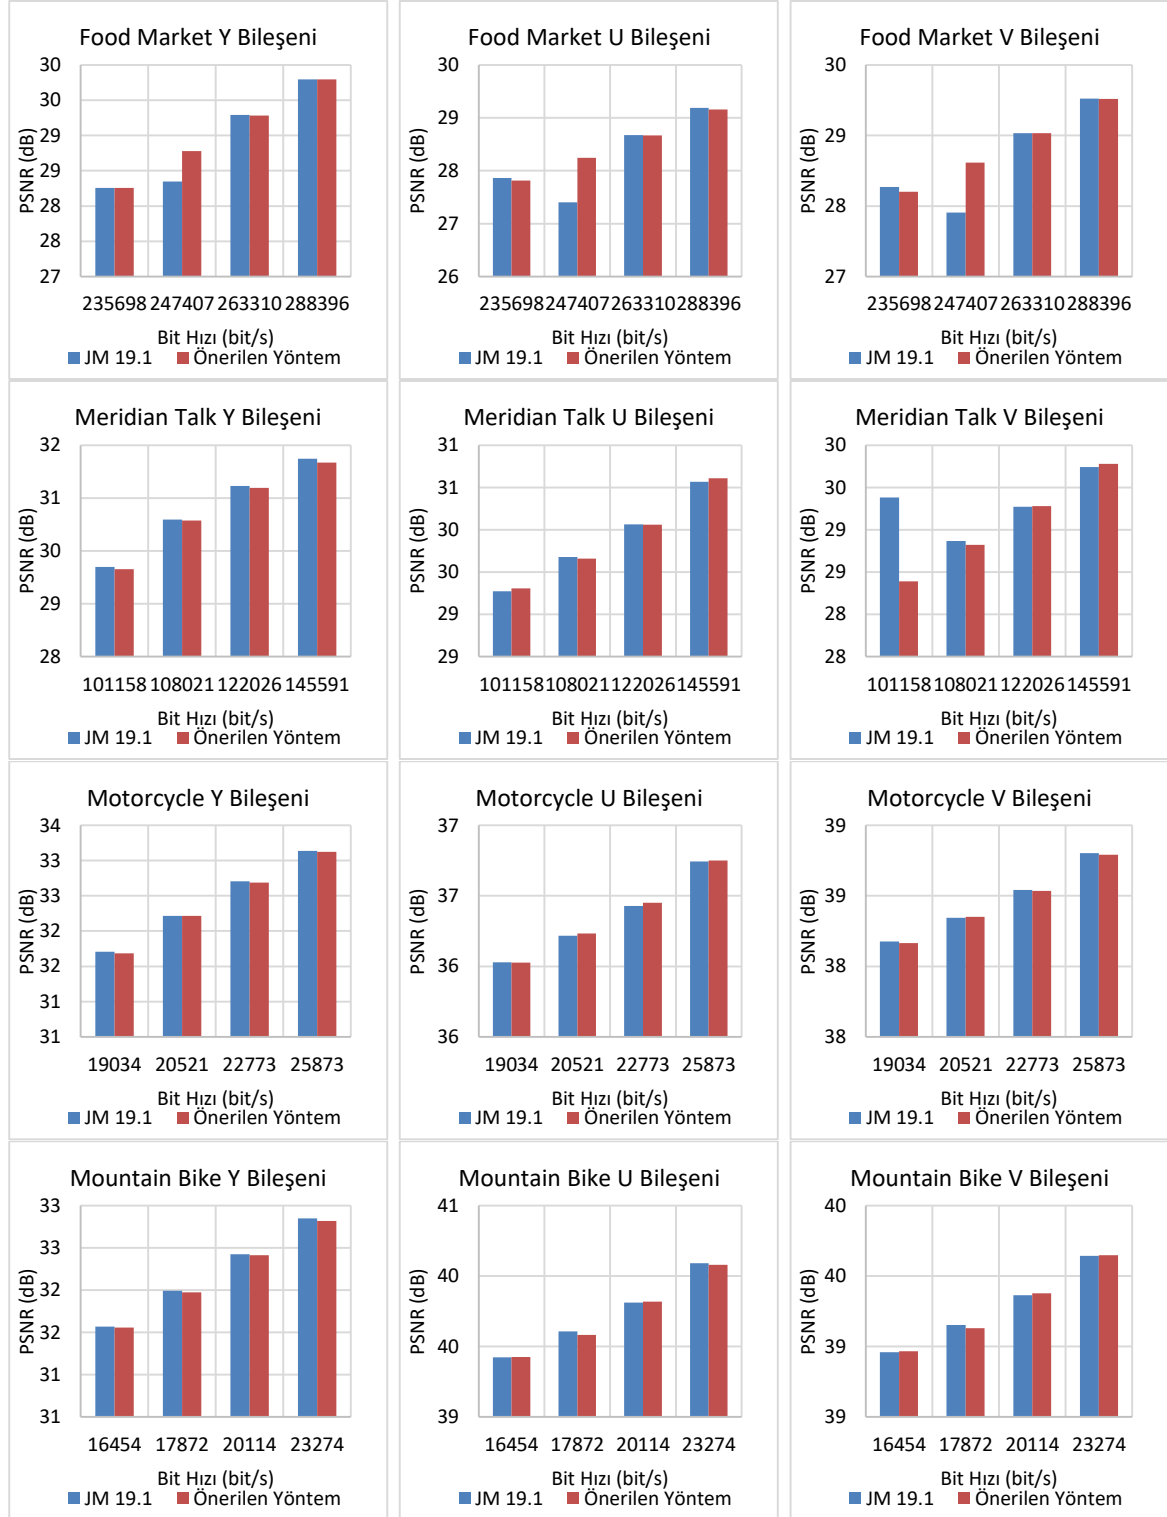 Food Market Y Bileşeni
30
30
29
29
28
28
27
PSNR (dB)
235698 247407 263310 288396
Bit Hızı (bit/s)
JM 19.1 Önerilen Yöntem
Food Market U Bileşeni
30
29
28
27
26
PSNR (dB)
235698 247407 263310 288396
Bit Hızı (bit/s)
JM 19.1 Önerilen Yöntem
Food Market V Bileşeni
30
29
28
27
PSNR (dB)
235698 247407 263310 288396
Bit Hızı (bit/s)
JM 19.1 Önerilen Yöntem
Meridian Talk Y Bileşeni
32
31
30
29
28
PSNR (dB)
101158 108021 122026 145591
Bit Hızı (bit/s)
JM 19.1 Önerilen Yöntem
Meridian Talk U Bileşeni
31
31
30
30
29
29
PSNR (dB)
101158 108021 122026 145591
Bit Hızı (bit/s)
JM 19.1 Önerilen Yöntem
Meridian Talk V Bileşeni
30
30
29
29
28
28
PSNR (dB)
101158 108021 122026 145591
Bit Hızı (bit/s)
JM 19.1 Önerilen Yöntem
Motorcycle Y Bileşeni
34
33
33
32
32
31
31
PSNR (dB)
19034 20521 22773 25873
Bit Hızı (bit/s)
JM 19.1 Önerilen Yöntem
Motorcycle U Bileşeni
37
37
36
36
PSNR (dB)
19034 20521 22773 25873
Bit Hızı (bit/s)
JM 19.1 Önerilen Yöntem
Motorcycle V Bileşeni
39
39
38
38
PSNR (dB)
19034 20521 22773 25873
Bit Hızı (bit/s)
JM 19.1 Önerilen Yöntem
Mountain Bike Y Bileşeni
33
33
32
32
31
31
PSNR (dB)
16454 17872 20114 23274
Bit Hızı (bit/s)
JM 19.1 Önerilen Yöntem
Mountain Bike U Bileşeni
41
40
40
39
PSNR (dB)
16454 17872 20114 23274
Bit Hızı (bit/s)
JM 19.1 Önerilen Yöntem
Mountain Bike V Bileşeni
40
40
39
39
PSNR (dB)
16454 17872 20114 23274
Bit Hızı (bit/s)
JM 19.1 Önerilen Yöntem